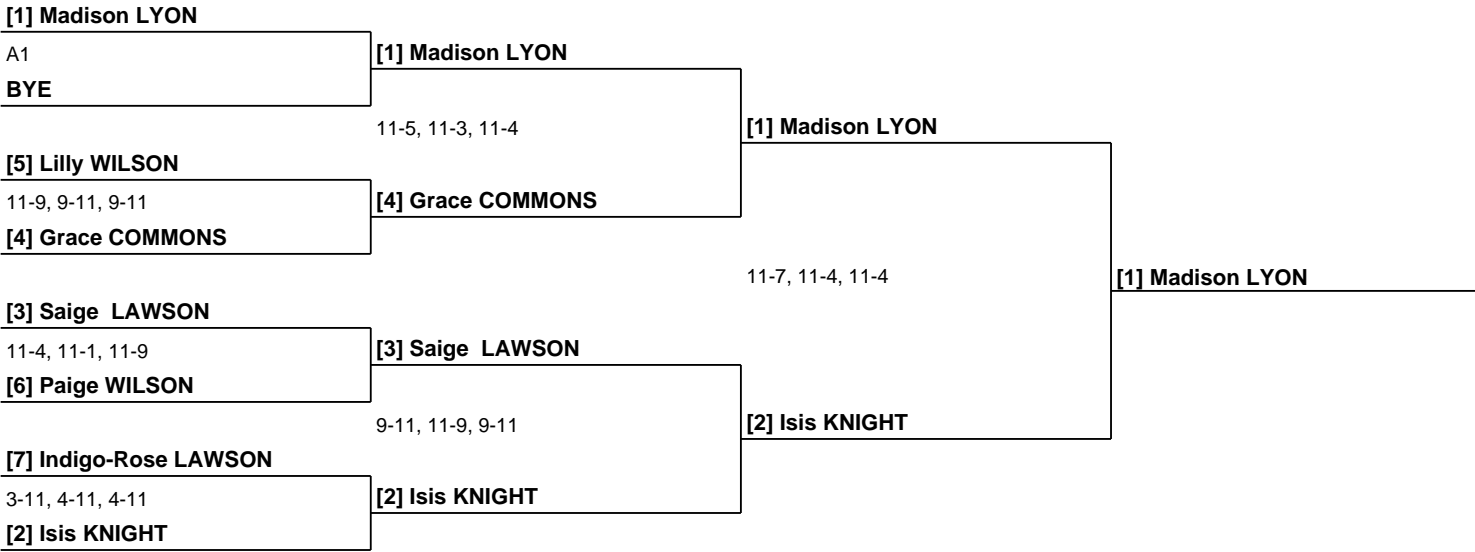 [1] Madison LYON
A1
BYE
[1] Madison LYON
11-5, 11-3, 11-4
[5] Lilly WILSON
11-9, 9-11, 9-11
[4] Grace COMMONS
[4] Grace COMMONS
[1] Madison LYON
11-7, 11-4, 11-4
[1] Madison LYON
[3] Saige  LAWSON
11-4, 11-1, 11-9
[6] Paige WILSON
[3] Saige  LAWSON
9-11, 11-9, 9-11
[7] Indigo-Rose LAWSON
3-11, 4-11, 4-11
[2] Isis KNIGHT
[2] Isis KNIGHT
[2] Isis KNIGHT